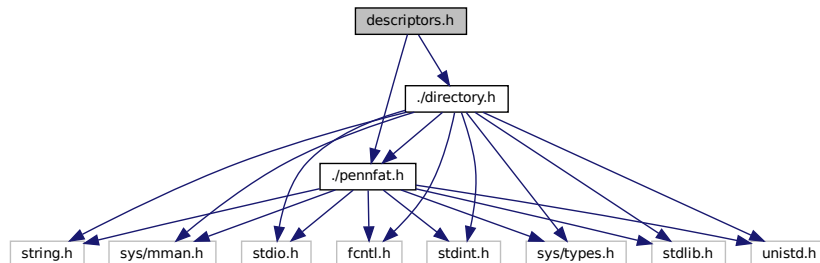 descriptors.h
./directory.h
./pennfat.h
string.h
sys/mman.h
stdio.h
fcntl.h
stdint.h
sys/types.h
stdlib.h
unistd.h